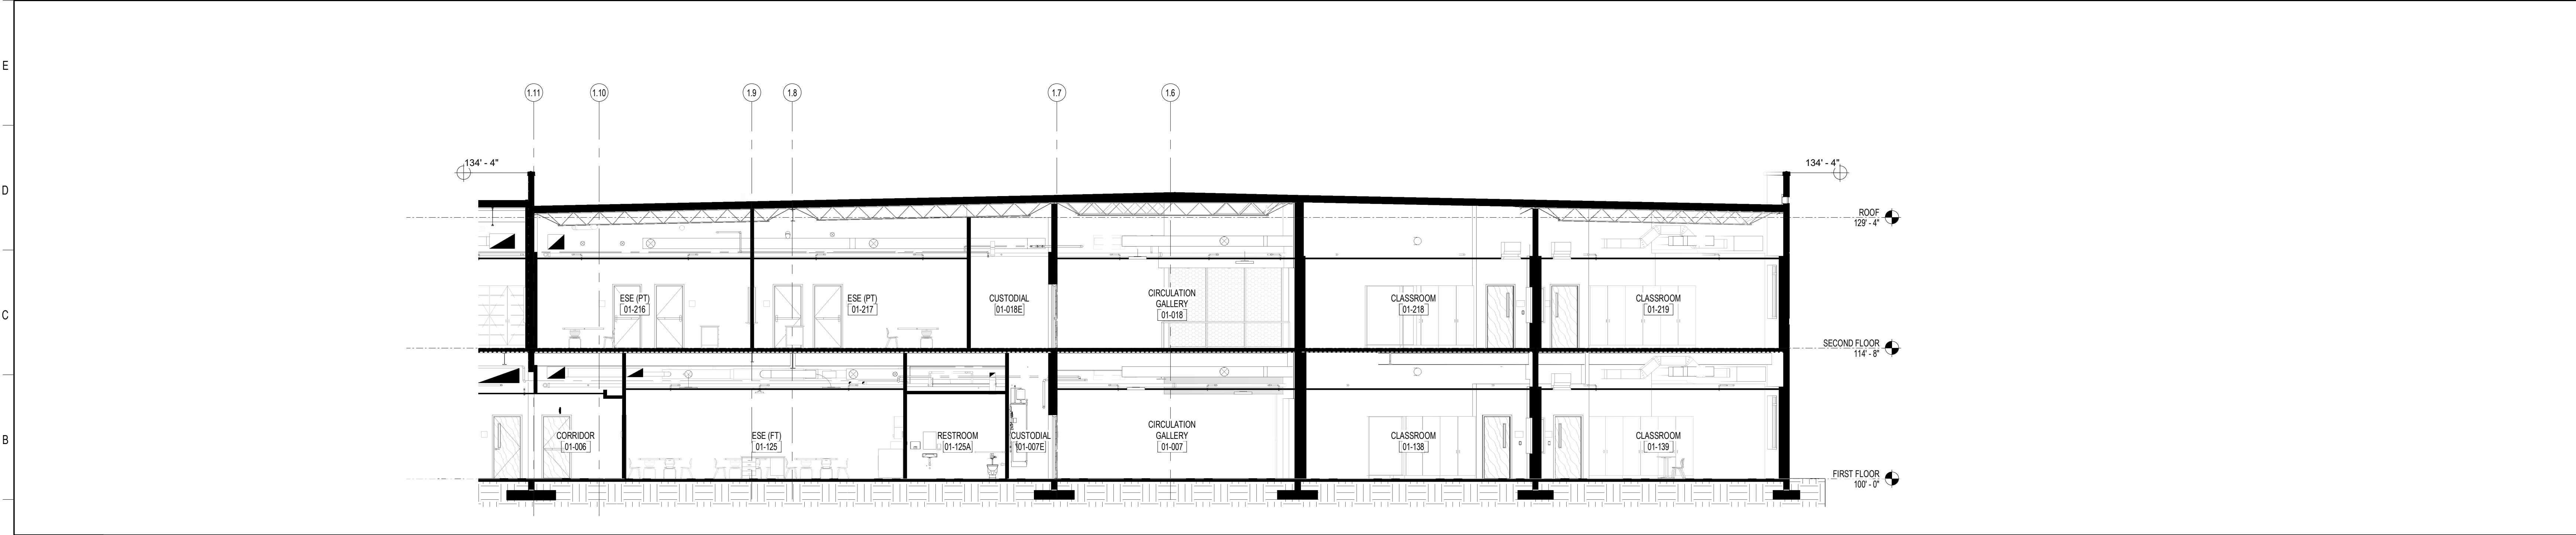 E
D
C
B
1.11
1.10
1.9
1.8
1.7
1.6
134' - 4"
134' - 4"
ROOF
129' - 4"
ESE (PT)
01-216
ESE (PT)
01-217
CUSTODIAL
01-018E
CIRCULATION
GALLERY
01-018
CLASSROOM
01-218
CLASSROOM
01-219
SECOND FLOOR
114' - 8"
CORRIDOR
01-006
ESE (FT)
01-125
RESTROOM
01-125A
CUSTODIAL
01-007E
CIRCULATION
GALLERY
01-007
CLASSROOM
01-138
CLASSROOM
01-139
FIRST FLOOR
100' - 0"